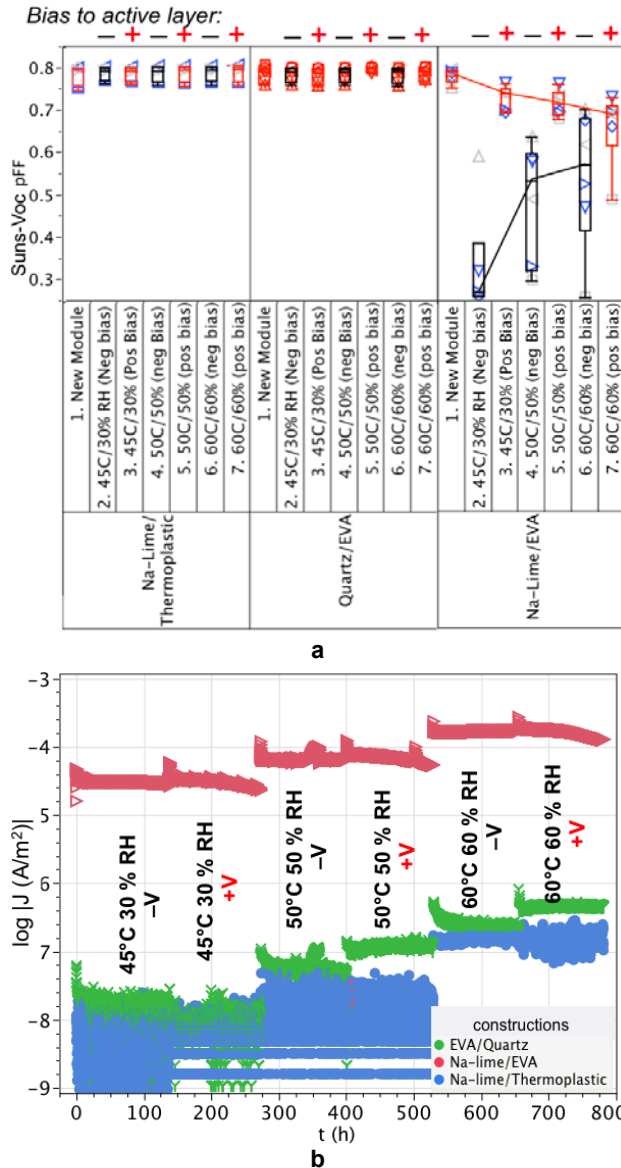 Bias to active layer:
— + — + — + — + — + — + — + — + — +
Suns-Voc pFF
0.8
0.7
0.6
0.5
0.4
0.3
1. New Module
2. 45C/30% RH (Neg bias)
3. 45C/30% (Pos Bias)
4. 50C/50% (neg Bias)
5. 50C/50% (pos bias)
6. 60C/60% (neg bias)
7. 60C/60% (pos bias)
1. New Module
2. 45C/30% RH (Neg bias)
3. 45C/30% (Pos Bias)
4. 50C/50% (neg Bias)
5. 50C/50% (pos bias)
6. 60C/60% (neg bias)
7. 60C/60% (pos bias)
1. New Module
2. 45C/30% RH (Neg bias)
3. 45C/30% (Pos Bias)
4. 50C/50% (neg Bias)
5. 50C/50% (pos bias)
6. 60C/60% (neg bias)
7. 60C/60% (pos bias)
Na-Lime/
Thermoplastic
Quartz/EVA
Na-Lime/EVA
a
log |J (A/m²)|
-3
-4
-5
-6
-7
-8
-9
45°C 30 % RH
–V
45°C 30 % RH
+V
50°C 50 % RH
–V
50°C 50 % RH
+V
60°C 60 % RH
–V
60°C 60 % RH
+V
constructions
EVA/Quartz
Na-lime/EVA
Na-lime/Thermoplastic
0 100 200 300 400 500 600 700 800
t (h)
b